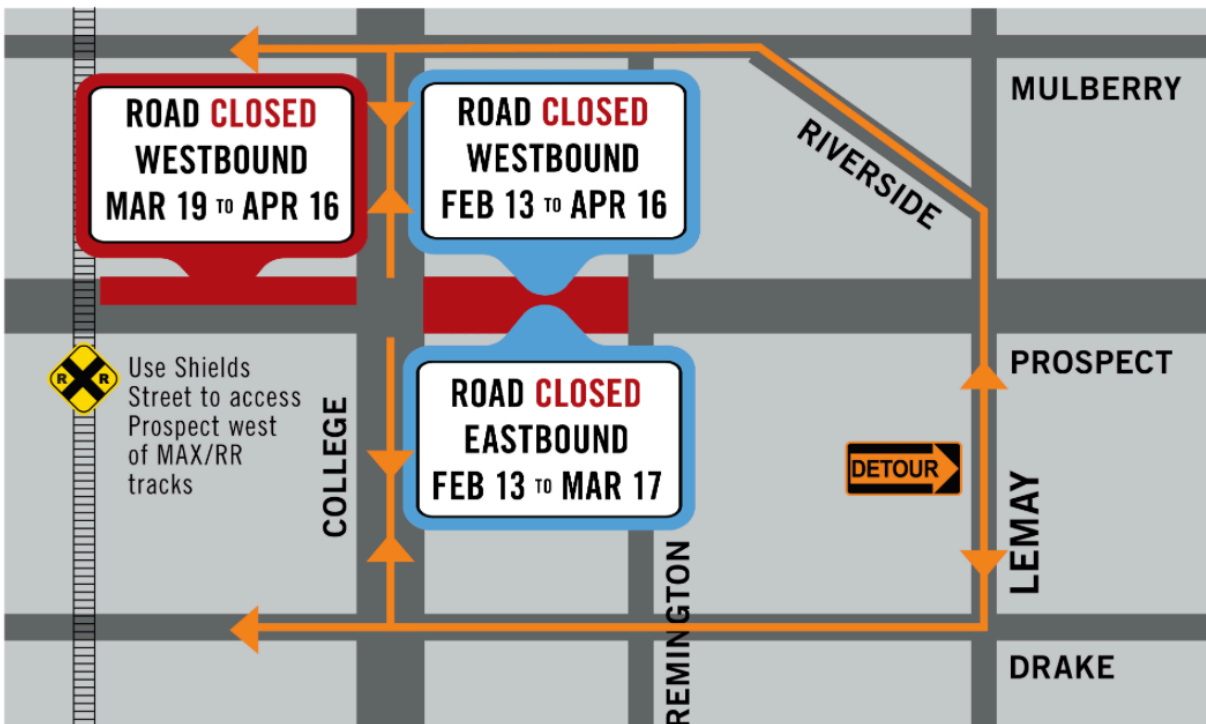 MULBERRY
ROAD CLOSED
WESTBOUND
MAR 19 TO APR 16
ROAD CLOSED
WESTBOUND
FEB 13 TO APR 16
RIVERSIDE
PROSPECT
R R
Use Shields
Street to access
Prospect west
of MAX/RR
tracks
COLLEGE
ROAD CLOSED
EASTBOUND
FEB 13 TO MAR 17
DETOUR
LEMAY
REMINGTON
DRAKE